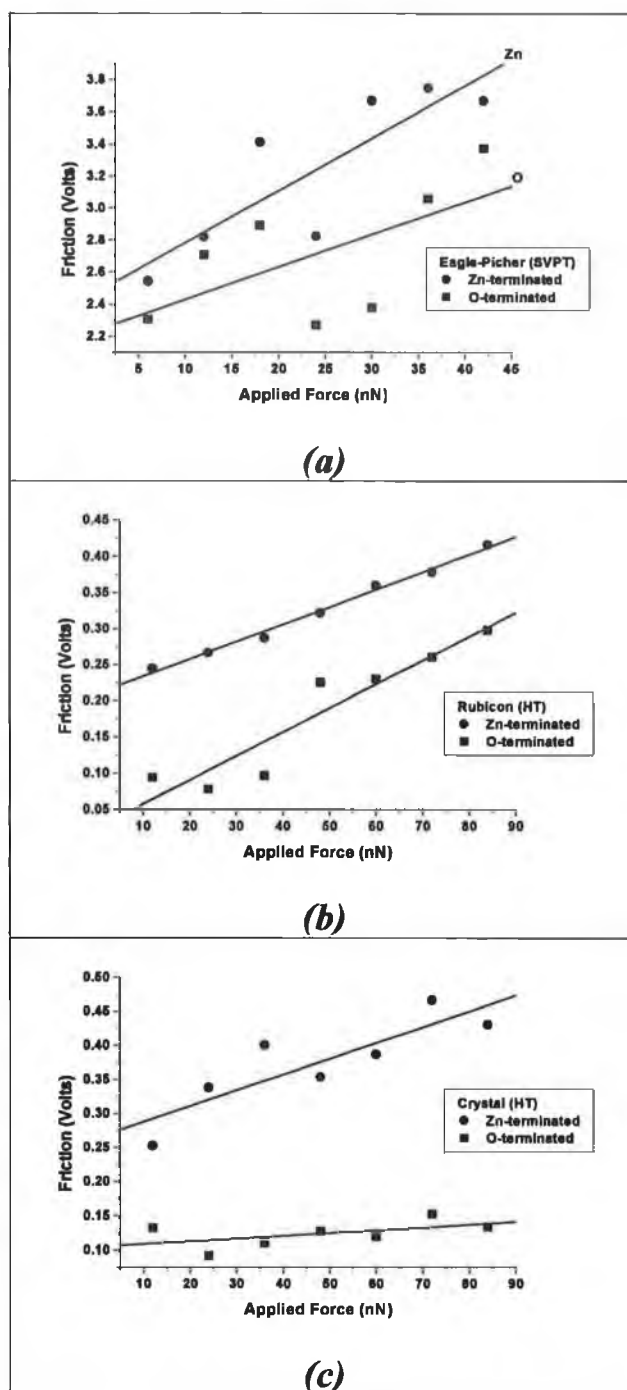 Zn
3.8
3.6
3.4
3.2
3.0
2.8
2.6
2.4
2.2
Friction (Volts)
O
Eagle-Picher (SVPT)
Zn-terminated
O-terminated
5 10 15 20 25 30 35 40 45
Applied Force (nN)
(a)
0.45
0.40
0.35
0.30
0.25
0.20
0.15
0.10
0.05
Friction (Volts)
Rubicon (HT)
Zn-terminated
O-terminated
10 20 30 40 50 60 70 80 90
Applied Force (nN)
(b)
0.50
0.45
0.40
0.35
0.30
0.25
0.20
0.15
0.10
Friction (Volts)
Crystal (HT)
Zn-terminated
O-terminated
10 20 30 40 50 60 70 80 90
Applied Force (nN)
(c)